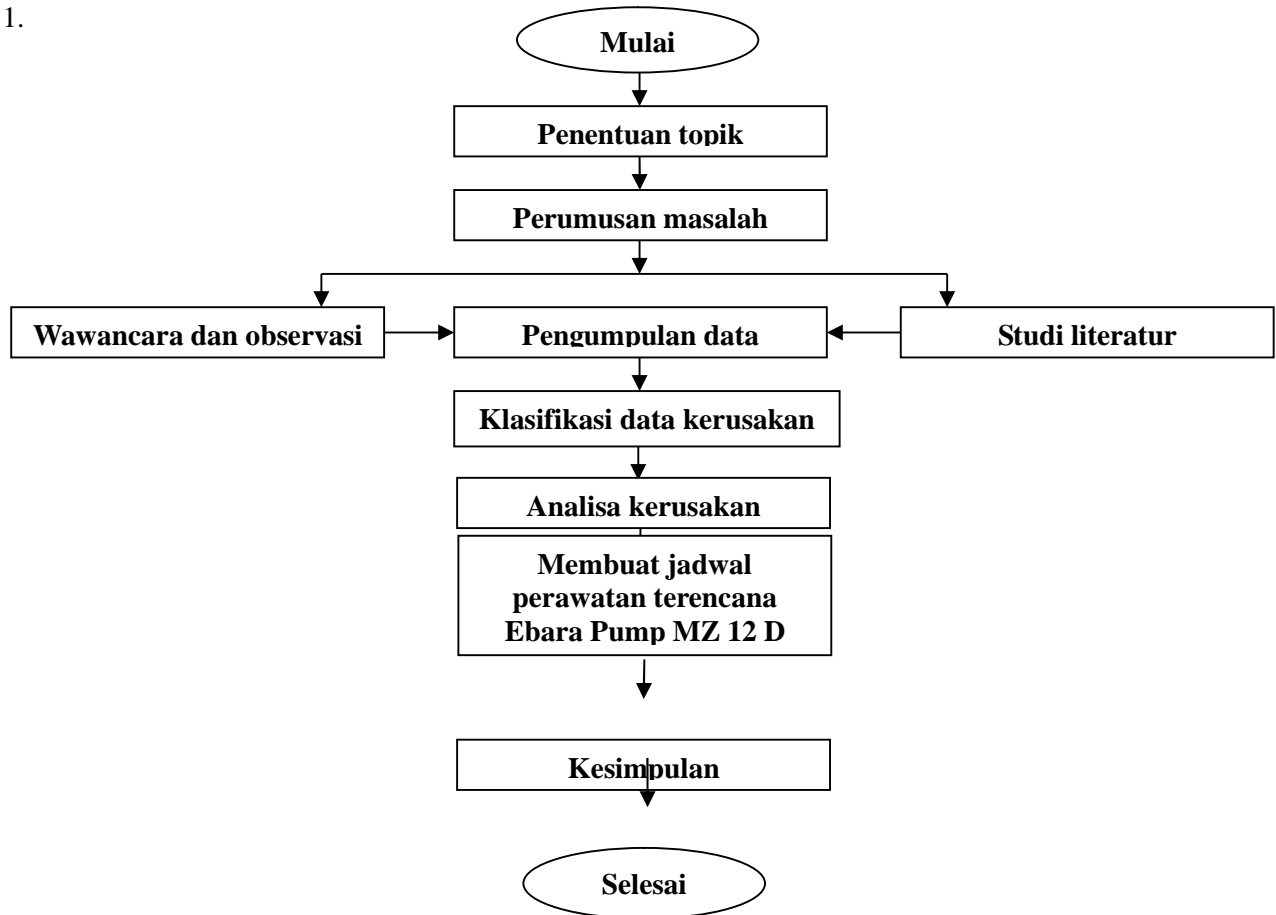 1.
Mulai
Penentuan topik
Perumusan masalah
Wawancara dan observasi
Pengumpulan data
Studi literatur
Klasifikasi data kerusakan
Analisa kerusakan
Membuat jadwal
perawatan terencana
Ebara Pump MZ 12 D
Kesimpulan
Selesai